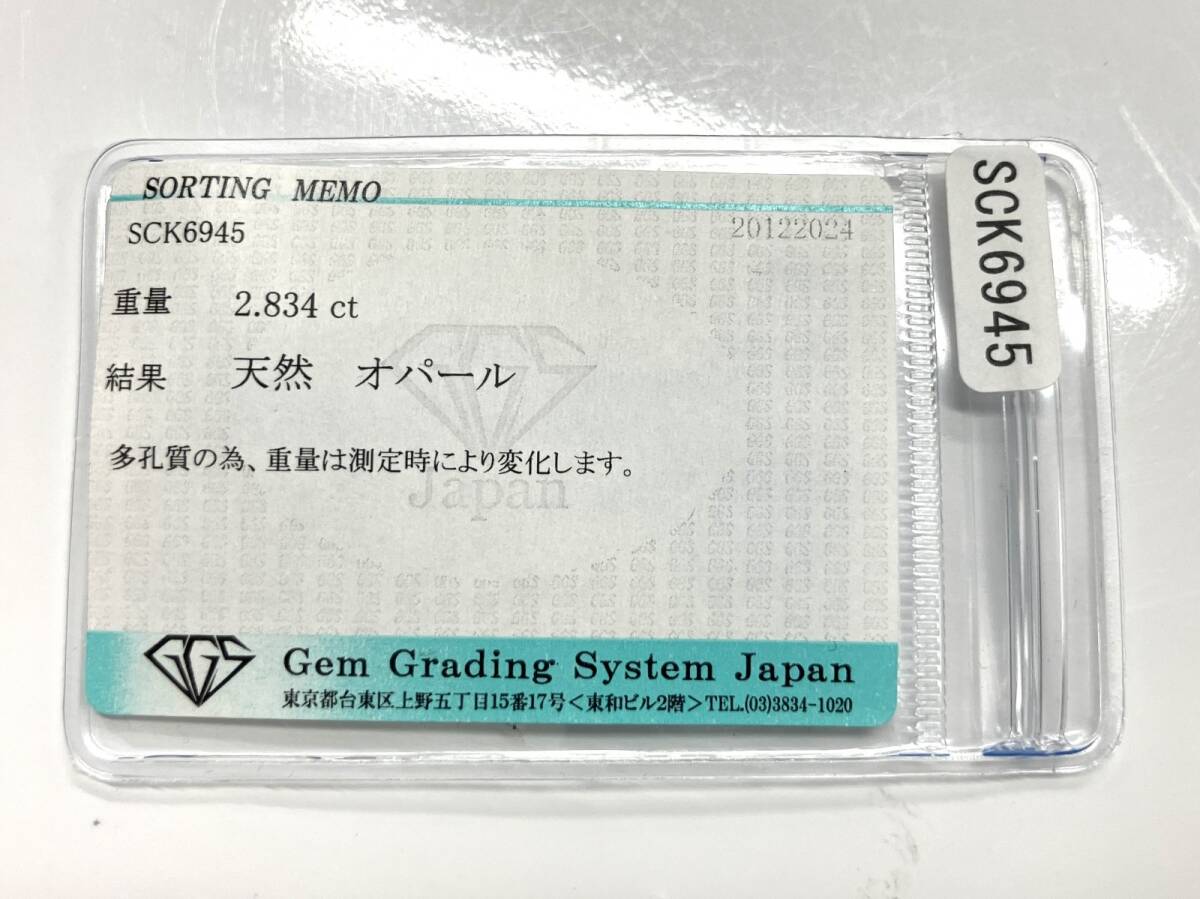 SORTING MEMO
SCK6945
20122024
重量 2.834 ct
結果 天然 オパール
多孔質の為、重量は測定時により変化します。
GGS
Japan
GGS Gem Grading System Japan
東京都台東区上野五丁目15番17号<東和ビル2階>TEL.(03)3834-1020
SCK6945